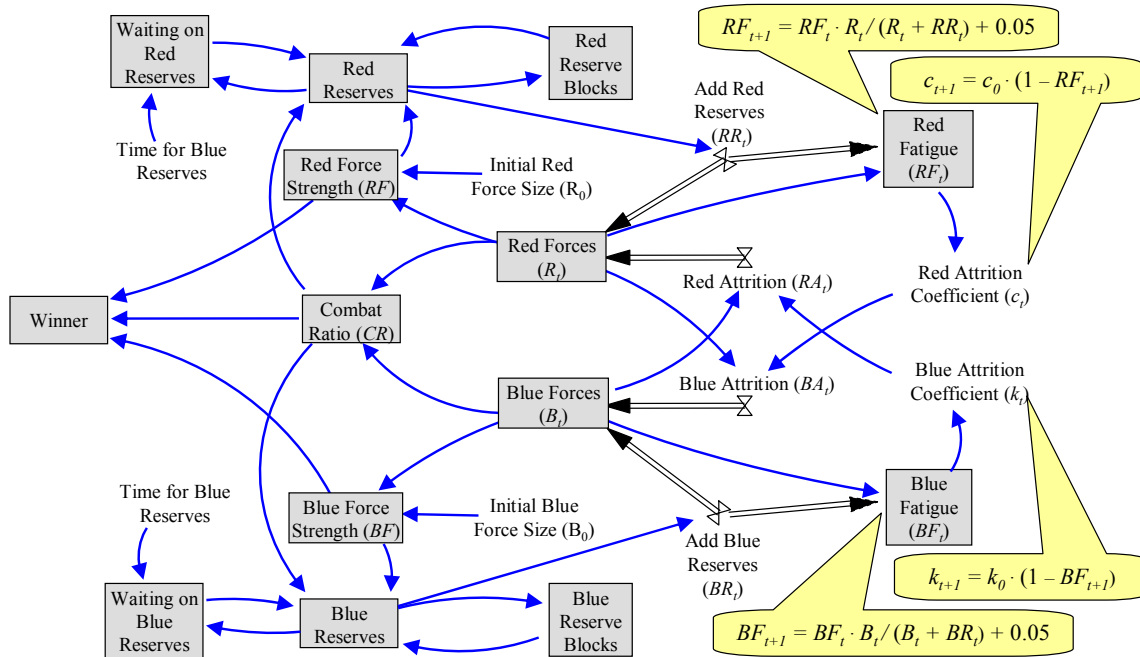 Waiting on
Red
Reserves
Red
Reserves
Red
Reserve
Blocks
RFₜ₊₁ = RFₜ · Rₜ / (Rₜ + RRₜ) + 0.05
Add Red
Reserves
(RRₜ)
cₜ₊₁ = c₀ · (1 – RFₜ₊₁)
Red
Fatigue
(RFₜ)
Time for Blue
Reserves
Red Force
Strength (RF)
Initial Red
Force Size (R₀)
Red Forces
(Rₜ)
Red Attrition (RAₜ)
Red Attrition
Coefficient (cₜ)
Winner
Combat
Ratio (CR)
Blue Forces
(Bₜ)
Blue Attrition (BAₜ)
Blue Attrition
Coefficient (kₜ)
Time for Blue
Reserves
Blue Force
Strength (BF)
Initial Blue
Force Size (B₀)
Add Blue
Reserves
(BRₜ)
Blue
Fatigue
(BFₜ)
kₜ₊₁ = k₀ · (1 – BFₜ₊₁)
Waiting on
Blue
Reserves
Blue
Reserves
Blue
Reserve
Blocks
BFₜ₊₁ = BFₜ · Bₜ / (Bₜ + BRₜ) + 0.05